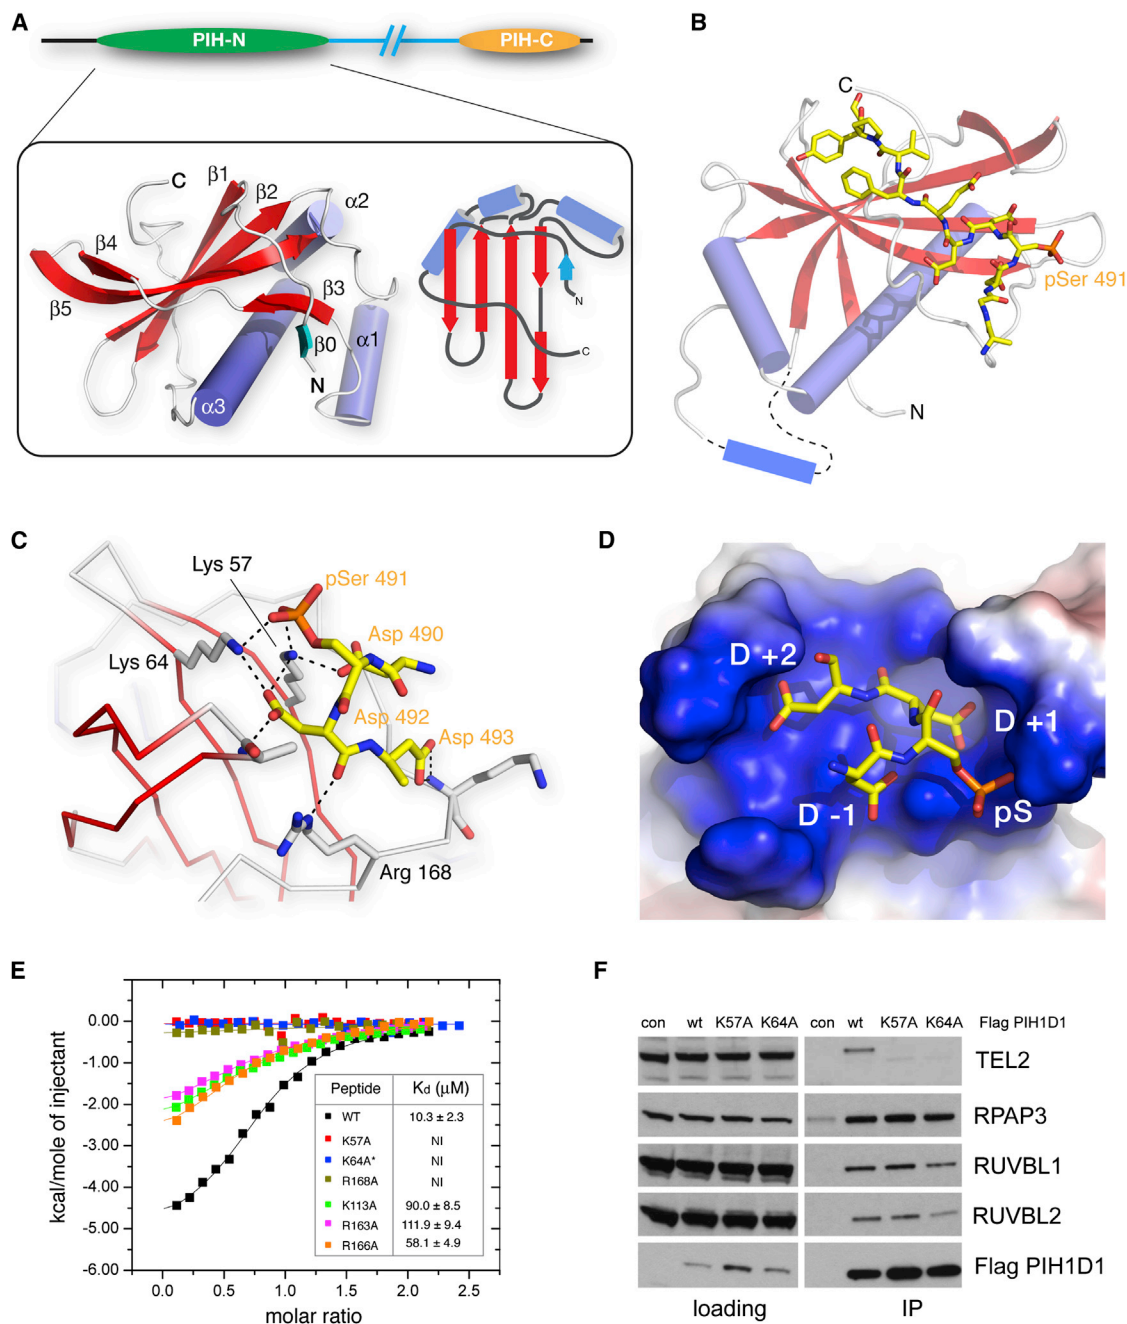 A
PIH-N
PIH-C
C
β1
β2
α2
β4
β5
β3
β0
α1
N
α3
N
C
B
C
pSer 491
N
C
Lys 57
pSer 491
Asp 490
Lys 64
Asp 492
Asp 493
Arg 168
D
D +2
D +1
D -1
pS
E
kcal/mole of injectant
0.00
-1.00
-2.00
-3.00
-4.00
-5.00
-6.00
0.0 0.5 1.0 1.5 2.0 2.5
molar ratio
Peptide Kd (μM)
WT 10.3 ± 2.3
K57A NI
K64A* NI
R168A NI
K113A 90.0 ± 8.5
R163A 111.9 ± 9.4
R166A 58.1 ± 4.9
F
con wt K57A K64A con wt K57A K64A Flag PIH1D1
TEL2
RPAP3
RUVBL1
RUVBL2
Flag PIH1D1
loading IP